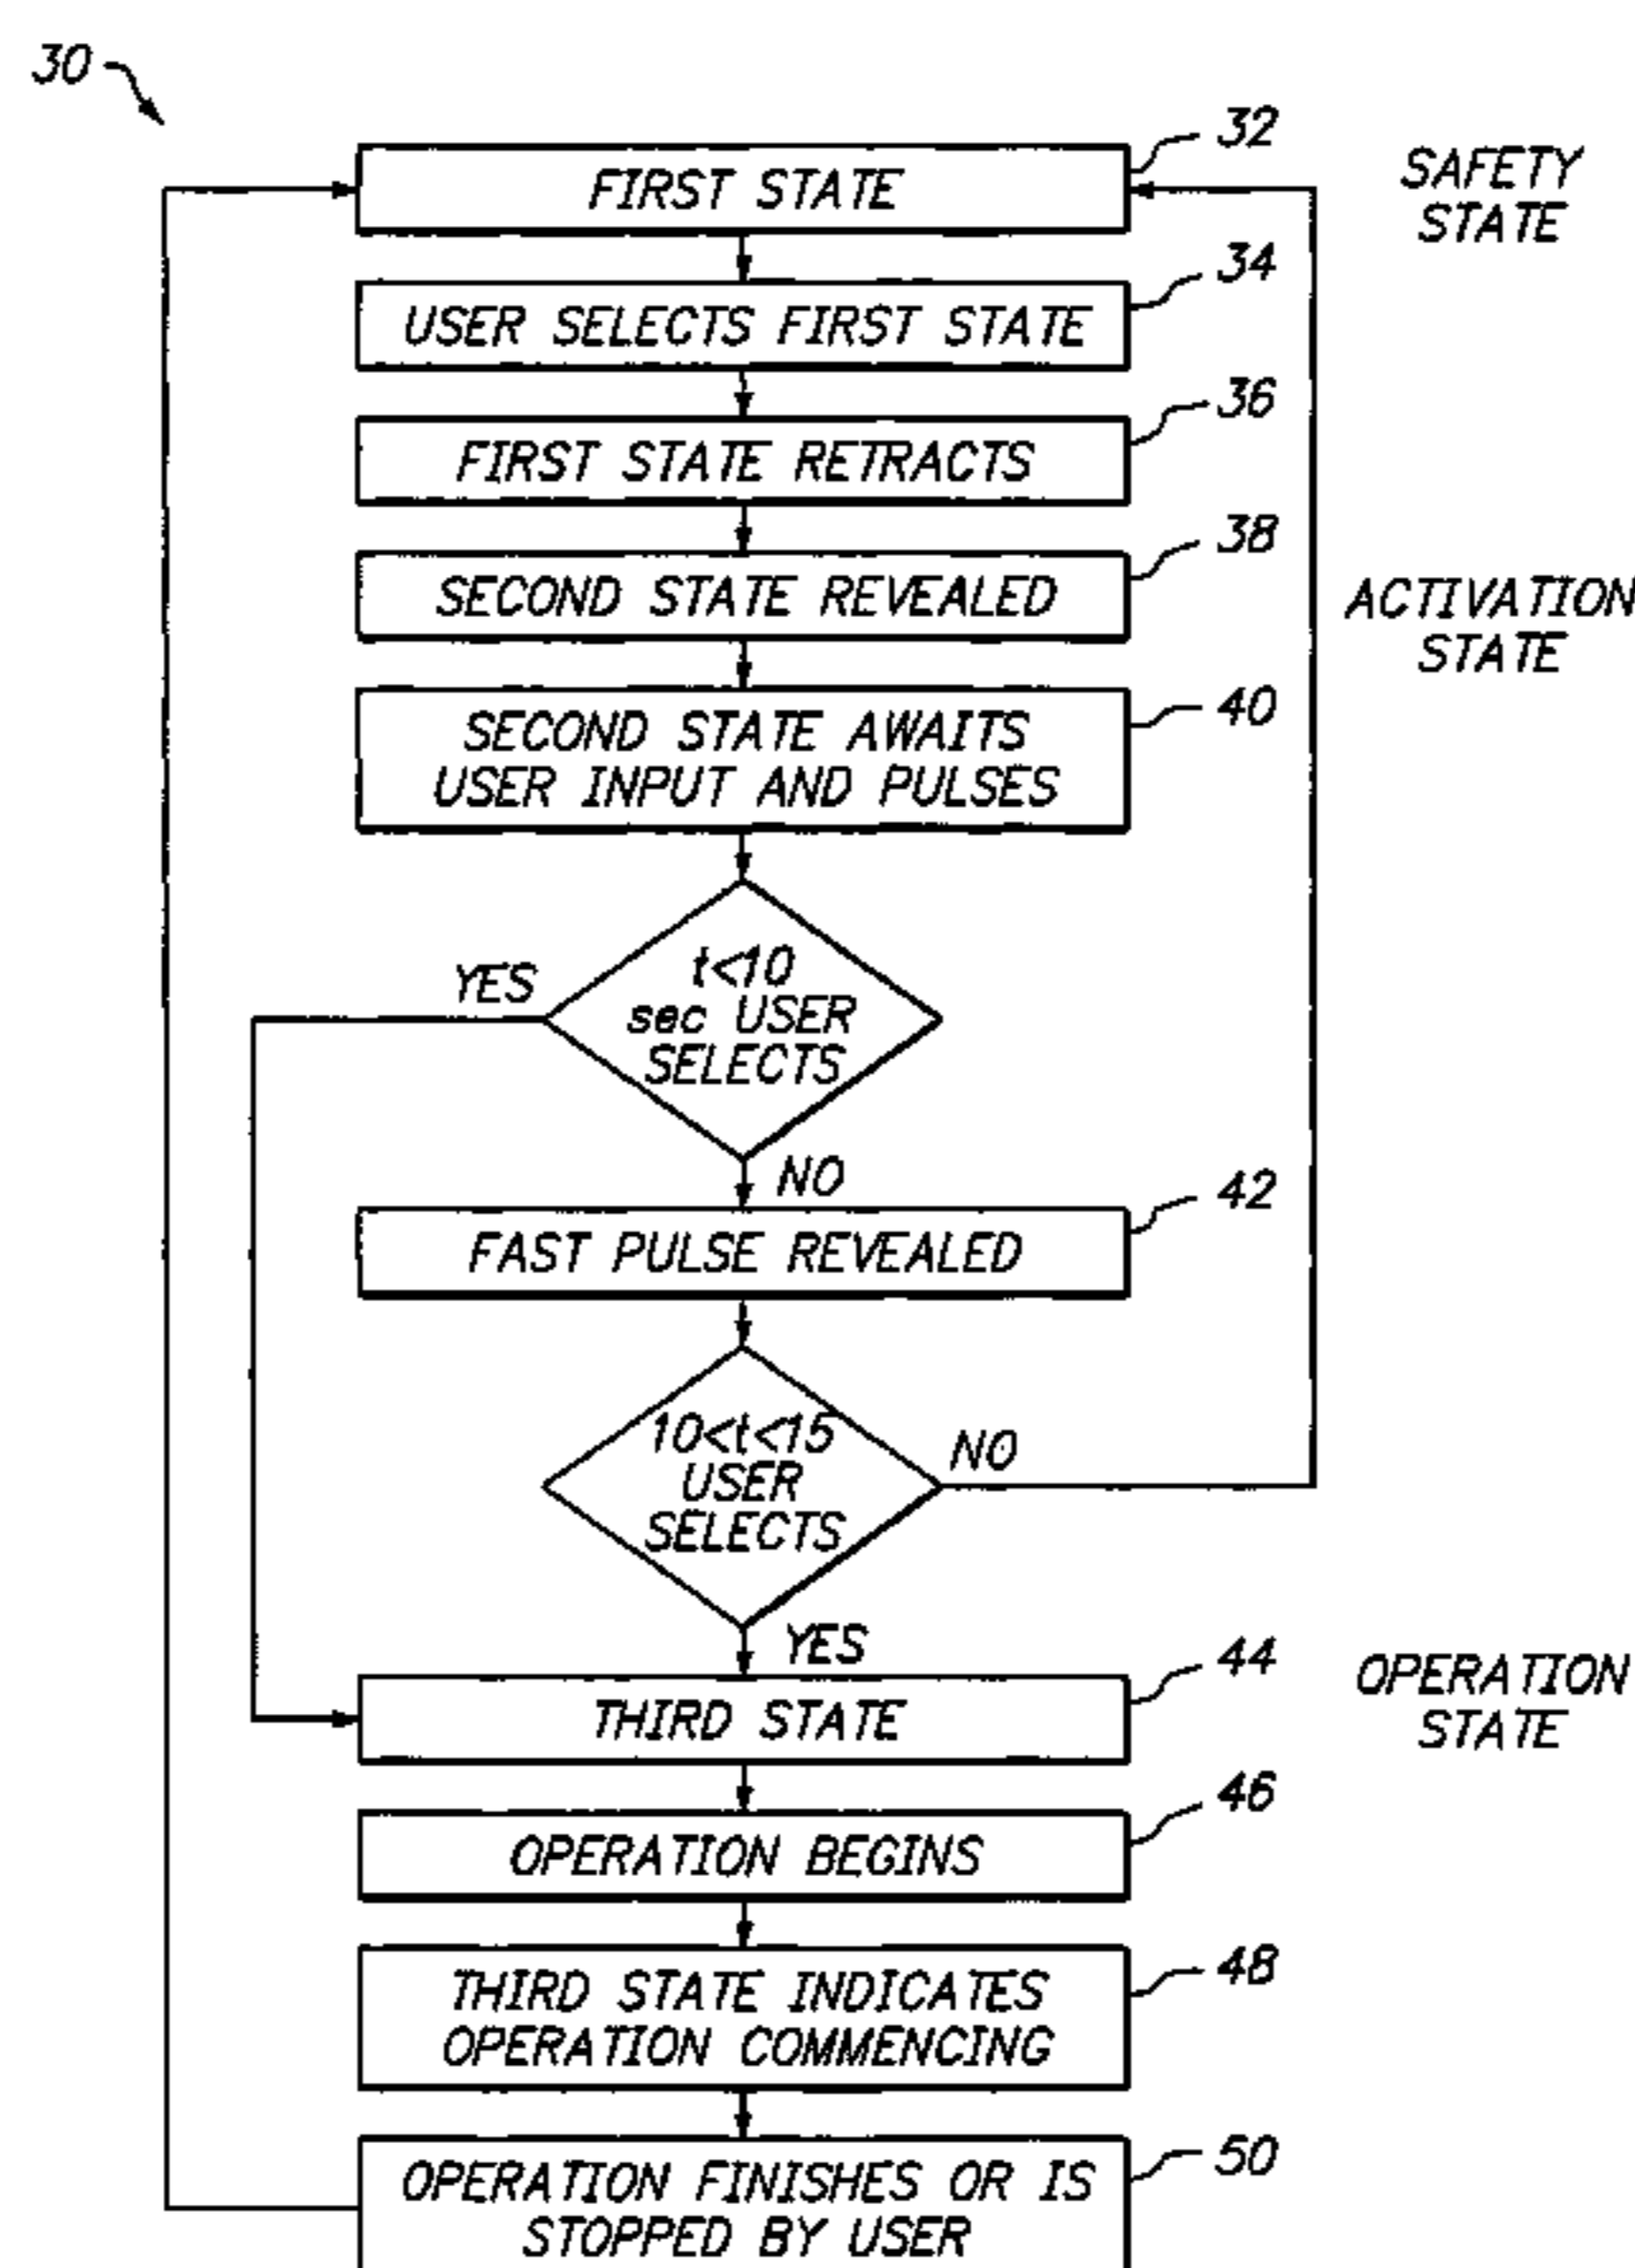 30
32
FIRST STATE
SAFETY
STATE
34
USER SELECTS FIRST STATE
36
FIRST STATE RETRACTS
38
SECOND STATE REVEALED
ACTIVATION
STATE
40
SECOND STATE AWAITS
USER INPUT AND PULSES
YES
t<10
sec USER
SELECTS
NO
42
FAST PULSE REVEALED
10<t<15
USER
SELECTS
NO
YES
44
THIRD STATE
OPERATION
STATE
46
OPERATION BEGINS
48
THIRD STATE INDICATES
OPERATION COMMENCING
50
OPERATION FINISHES OR IS
STOPPED BY USER